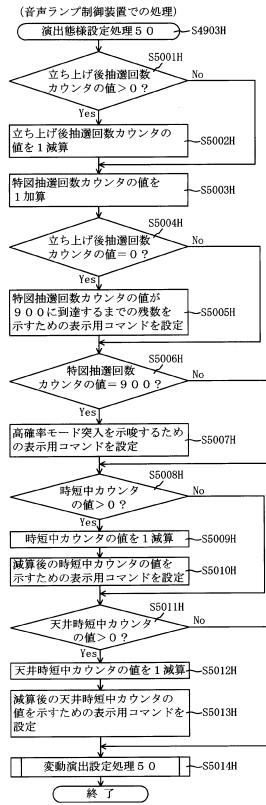 (音声ランプ制御装置での処理)
演出態様設定処理50
S4903H
S5001H
立ち上げ後抽選回数
カウンタの値>0?
No
Yes
立ち上げ後抽選回数カウンタの
値を1減算
S5002H
特図抽選回数カウンタの値を
1加算
S5003H
S5004H
立ち上げ後抽選回数
カウンタの値=0?
No
Yes
特図抽選回数カウンタの値が
900に到達するまでの残数を
示すための表示用コマンドを設定
S5005H
S5006H
特図抽選回数
カウンタの値=900?
No
Yes
高確率モード突入を示唆するため
の表示用コマンドを設定
S5007H
S5008H
時短中カウンタ
の値>0?
No
Yes
時短中カウンタの値を1減算
S5009H
減算後の時短中カウンタの値を
示すための表示用コマンドを設定
S5010H
S5011H
天井時短中カウンタ
の値>0?
No
Yes
天井時短中カウンタの値を1減算
S5012H
減算後の天井時短中カウンタの
値を示すための表示用コマンドを
設定
S5013H
変動演出設定処理50
S5014H
終了